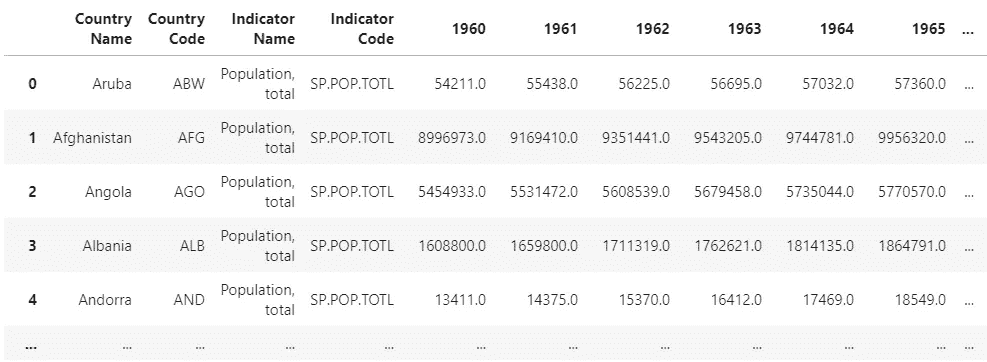 Country Name Country Code Indicator Name Indicator Code 1960 1961 1962 1963 1964 1965 ...
0 Aruba ABW Population, total SP.POP.TOTL 54211.0 55438.0 56225.0 56695.0 57032.0 57360.0 ...
1 Afghanistan AFG Population, total SP.POP.TOTL 8996973.0 9169410.0 9351441.0 9543205.0 9744781.0 9956320.0 ...
2 Angola AGO Population, total SP.POP.TOTL 5454933.0 5531472.0 5608539.0 5679458.0 5735044.0 5770570.0 ...
3 Albania ALB Population, total SP.POP.TOTL 1608800.0 1659800.0 1711319.0 1762621.0 1814135.0 1864791.0 ...
4 Andorra AND Population, total SP.POP.TOTL 13411.0 14375.0 15370.0 16412.0 17469.0 18549.0 ...
... ... ... ... ... ... ... ... ... ... ... ...